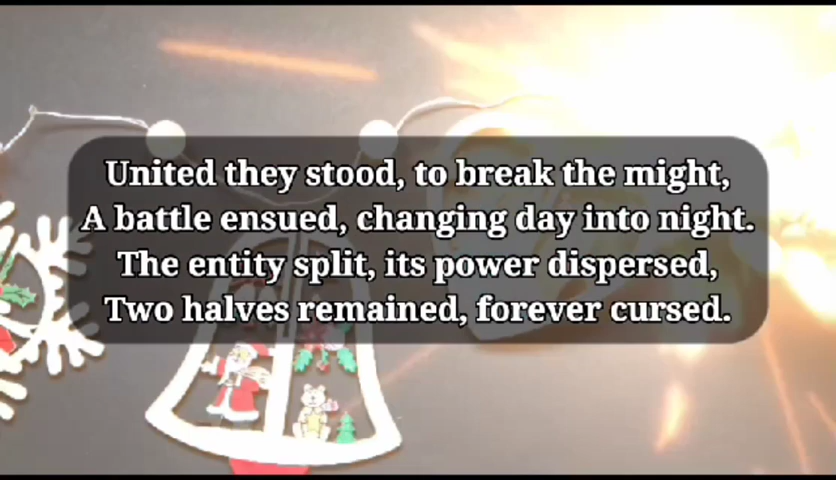 United they stood, to break the might,
A battle ensued, changing day into night.
The entity split, its power dispersed,
Two halves remained, forever cursed.